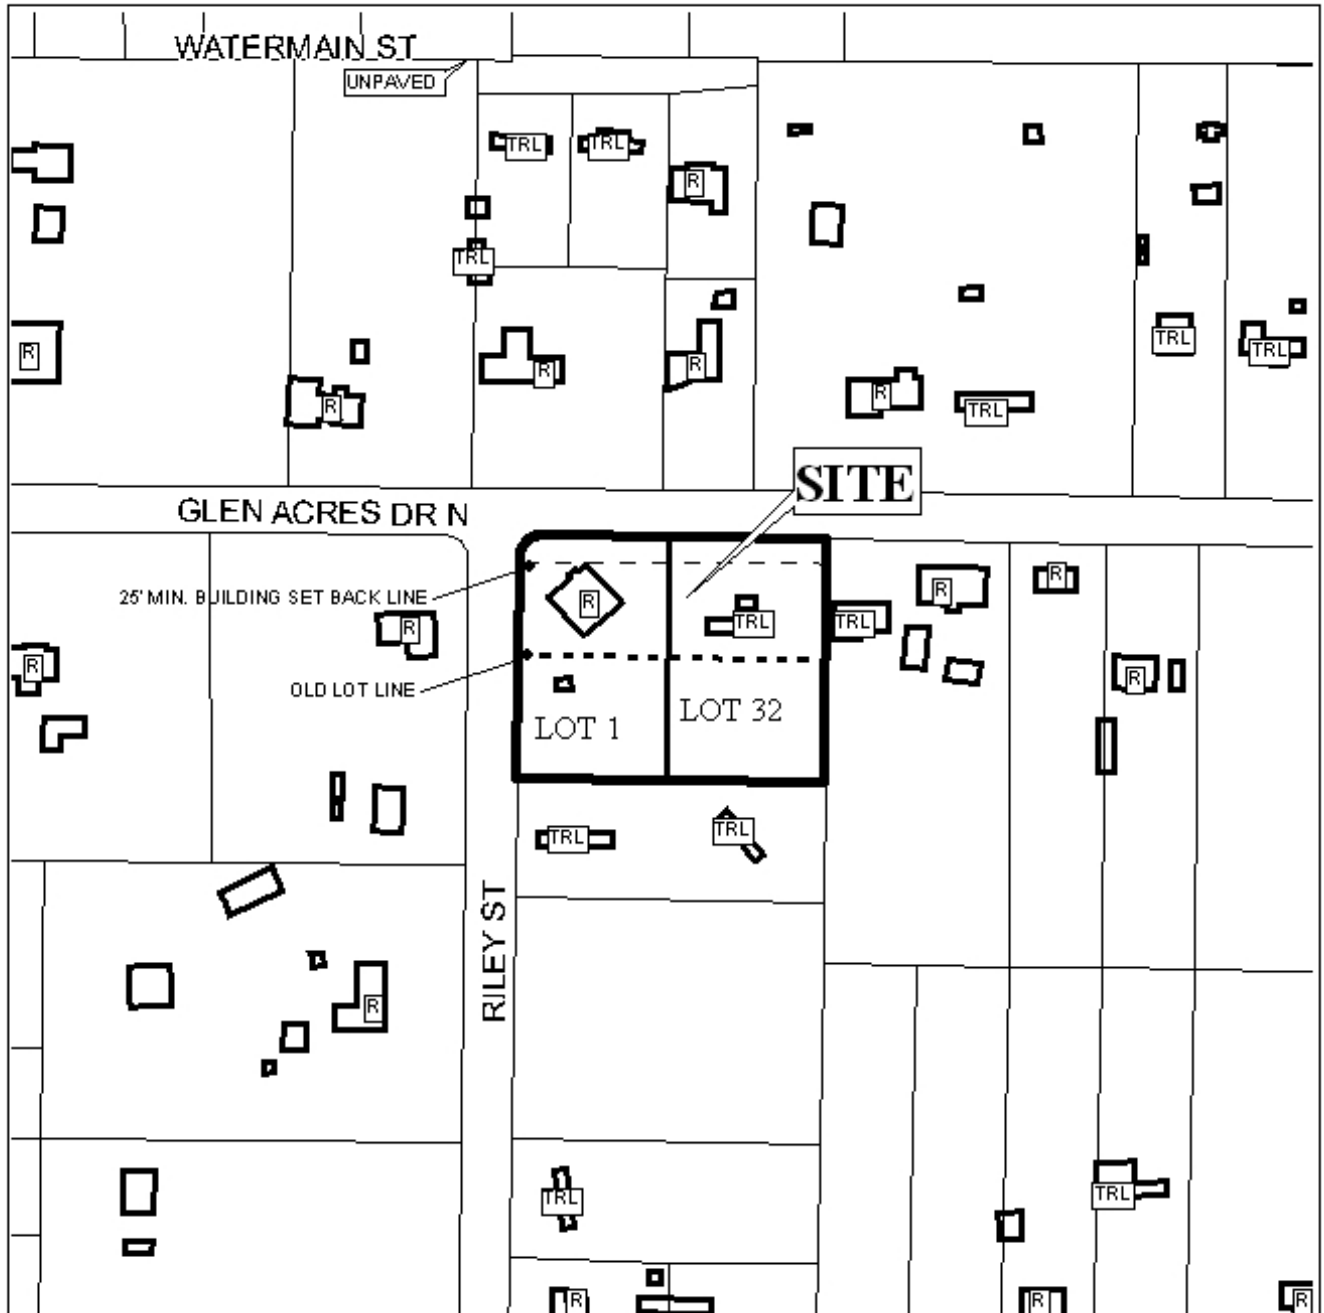 WATERMAIN ST
UNPAVED
TRL
TRL
R
TRL
TRL
R
R
R
TRL
R
R
R
TRL
SITE
GLEN ACRES DR N
R
R
25' MIN. BUILDING SET BACK LINE
R
TRL
TRL
R
R
R
OLD LOT LINE
LOT 1
LOT 32
TRL
TRL
RILEY ST
R
TRL
TRL
R
R
R